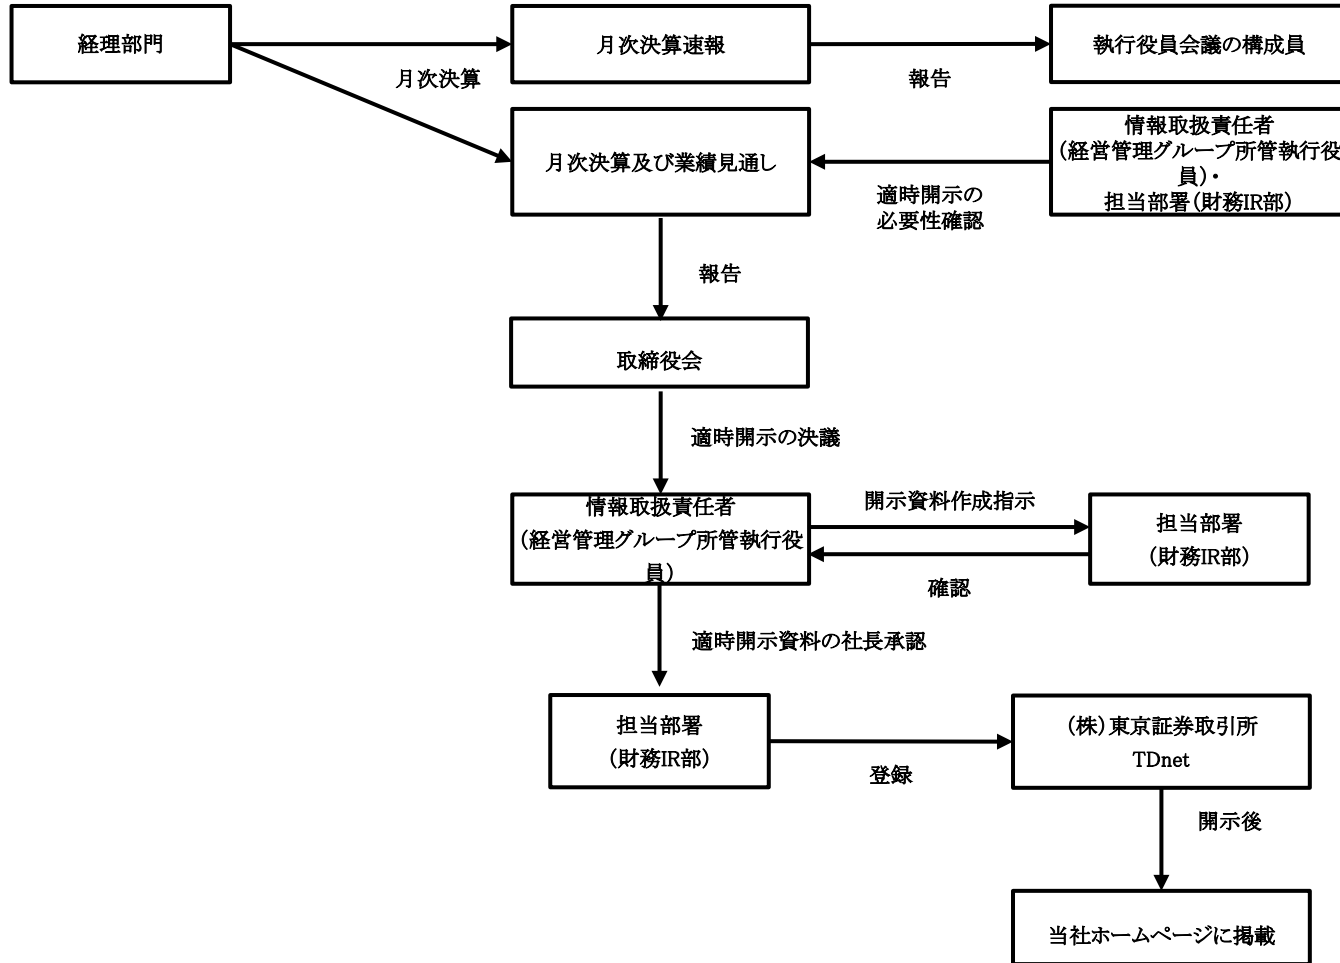 経理部門
月次決算速報
執行役員会議の構成員
月次決算
報告
月次決算及び業績見通し
情報取扱責任者
(経営管理グループ所管執行役
員)・
担当部署(財務IR部)
適時開示の
必要性確認
報告
取締役会
適時開示の決議
情報取扱責任者
(経営管理グループ所管執行役
員)
開示資料作成指示
担当部署
(財務IR部)
確認
適時開示資料の社長承認
担当部署
(財務IR部)
登録
(株)東京証券取引所
TDnet
開示後
当社ホームページに掲載